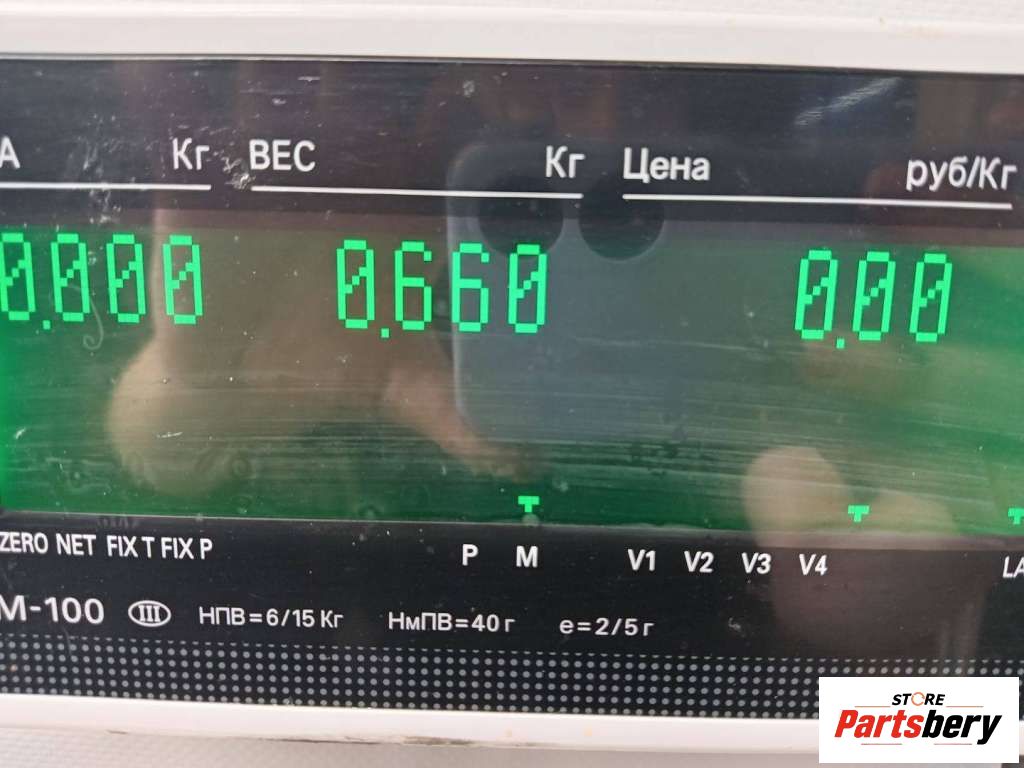 А Кг ВЕС Кг Цена руб/Кг
0.000 0.660 0.00
ZERO NET FIX T FIX P P M V1 V2 V3 V4
М-100 III НПВ=6/15 Кг НмПВ=40 г е=2/5 г
STORE
Partsbery